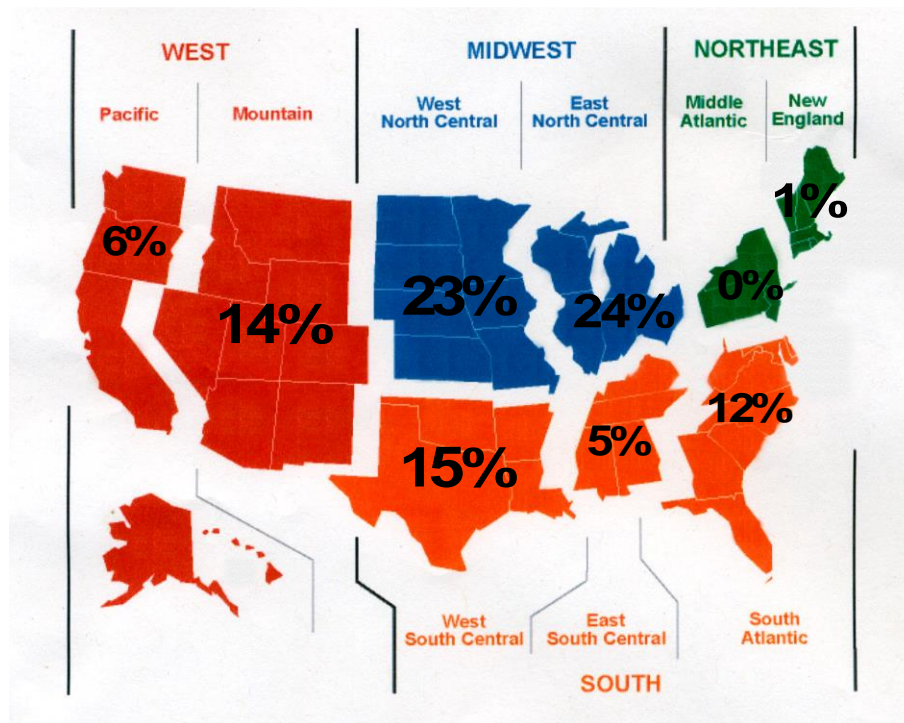 WEST
MIDWEST
NORTHEAST
Pacific
Mountain
West
North Central
East
North Central
Middle
Atlantic
New
England
1%
6%
0%
23%
14%
24%
12%
5%
15%
West
South Central
East
South Central
South
Atlantic
SOUTH